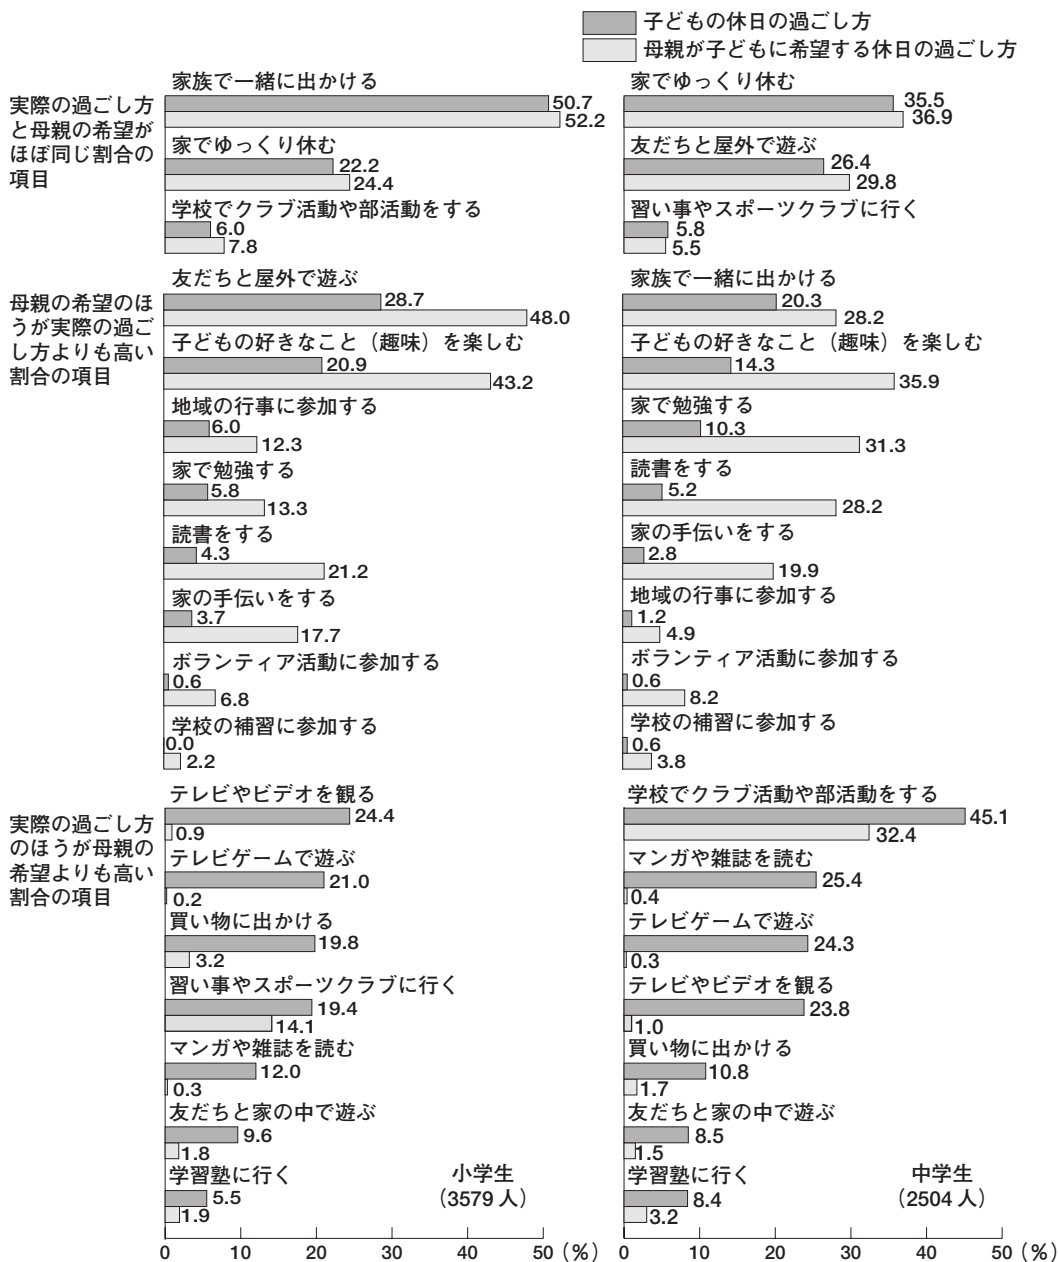 子どもの休日の過ごし方
母親が子どもに希望する休日の過ごし方
実際の過ごし方
と母親の希望が
ほぼ同じ割合の
項目
家族で一緒に出かける
50.7
52.2
家でゆっくり休む
22.2
24.4
学校でクラブ活動や部活動をする
6.0
7.8
家でゆっくり休む
35.5
36.9
友だちと屋外で遊ぶ
26.4
29.8
習い事やスポーツクラブに行く
5.8
5.5
母親の希望のほ
うが実際の過ご
し方よりも高い
割合の項目
友だちと屋外で遊ぶ
28.7
48.0
子どもの好きなこと（趣味）を楽しむ
20.9
43.2
地域の行事に参加する
6.0
12.3
家で勉強する
5.8
13.3
読書をする
4.3
21.2
家の手伝いをする
3.7
17.7
ボランティア活動に参加する
0.6
6.8
学校の補習に参加する
0.0
2.2
家族で一緒に出かける
20.3
28.2
子どもの好きなこと（趣味）を楽しむ
14.3
35.9
家で勉強する
10.3
31.3
読書をする
5.2
28.2
家の手伝いをする
2.8
19.9
地域の行事に参加する
1.2
4.9
ボランティア活動に参加する
0.6
8.2
学校の補習に参加する
0.6
3.8
実際の過ごし方
のほうが母親の
希望よりも高い
割合の項目
テレビやビデオを観る
24.4
0.9
テレビゲームで遊ぶ
21.0
0.2
買い物に出かける
19.8
3.2
習い事やスポーツクラブに行く
19.4
14.1
マンガや雑誌を読む
12.0
0.3
友だちと家の中で遊ぶ
9.6
1.8
学習塾に行く
5.5
1.9
小学生
（3579 人）
0 10 20 30 40 50（%）
学校でクラブ活動や部活動をする
45.1
32.4
マンガや雑誌を読む
25.4
0.4
テレビゲームで遊ぶ
24.3
0.3
テレビやビデオを観る
23.8
1.0
買い物に出かける
10.8
1.7
友だちと家の中で遊ぶ
8.5
1.5
学習塾に行く
8.4
3.2
中学生
（2504 人）
0 10 20 30 40 50（%）